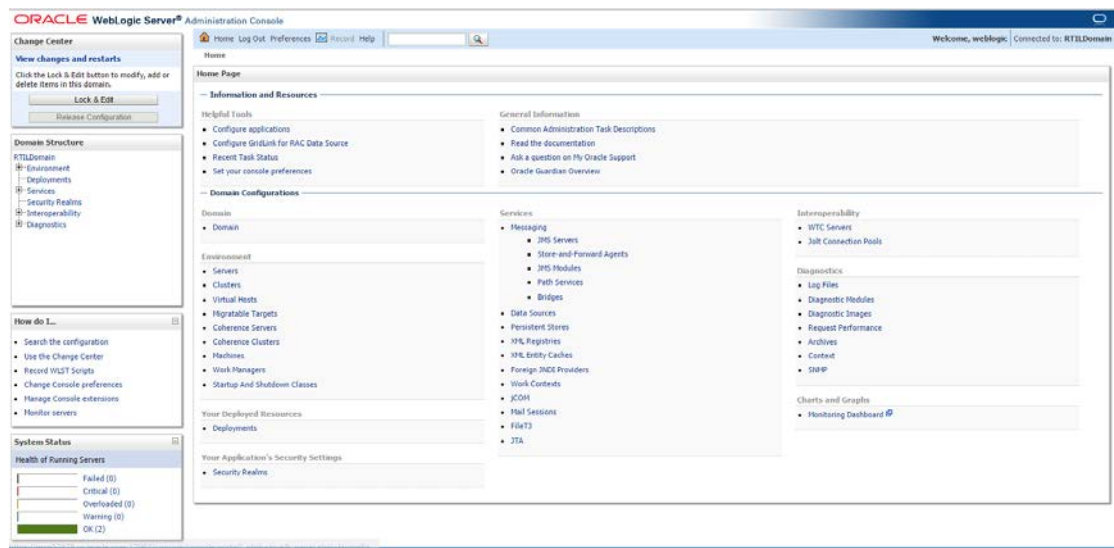 ORACLE WebLogic Server® Administration Console
Change Center
View changes and restarts
Click the Lock & Edit button to modify, add or
delete items in this domain.
Lock & Edit
Release Configuration
Domain Structure
RTILDomain
Environment
Deployments
Services
Security Realms
Interoperability
Diagnostics
How do I...
Search the configuration
Use the Change Center
Record WLST Scripts
Change Console preferences
Manage Console extensions
Monitor servers
System Status
Health of Running Servers
Failed (0)
Critical (0)
Overloaded (0)
Warning (0)
OK (2)
Home Log Out Preferences Record Help
Welcome, weblogic Connected to: RTILDomain
Home
Home Page
Information and Resources
Helpful Tools
Configure applications
Configure GridLink for RAC Data Source
Recent Task Status
Set your console preferences
General Information
Common Administration Task Descriptions
Read the documentation
Ask a question on My Oracle Support
Oracle Guardian Overview
Domain Configurations
Domain
Domain
Environment
Servers
Clusters
Virtual Hosts
Migratable Targets
Coherence Servers
Coherence Clusters
Machines
Work Managers
Startup And Shutdown Classes
Your Deployed Resources
Deployments
Your Application's Security Settings
Security Realms
Services
Messaging
JMS Servers
Store-and-Forward Agents
JMS Modules
Path Services
Bridges
Data Sources
Persistent Stores
XML Registries
XML Entity Caches
Foreign JNDI Providers
Work Contexts
jCOM
Mail Sessions
FileT3
JTA
Interoperability
WTC Servers
Jolt Connection Pools
Diagnostics
Log Files
Diagnostic Modules
Diagnostic Images
Request Performance
Archives
Context
SNMP
Charts and Graphs
Monitoring Dashboard